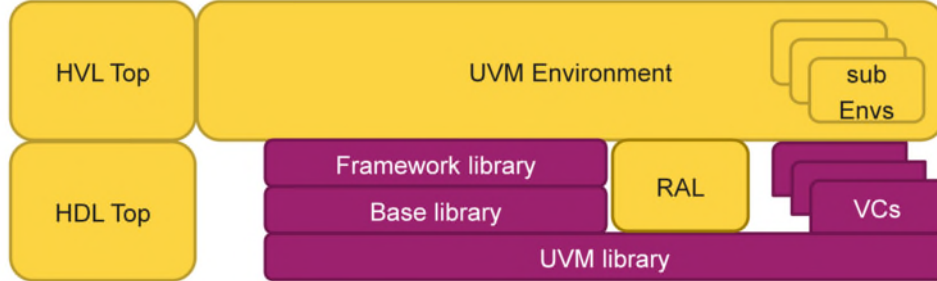 HVL Top
UVM Environment
sub
Envs
HDL Top
Framework library
Base library
RAL
VCs
UVM library